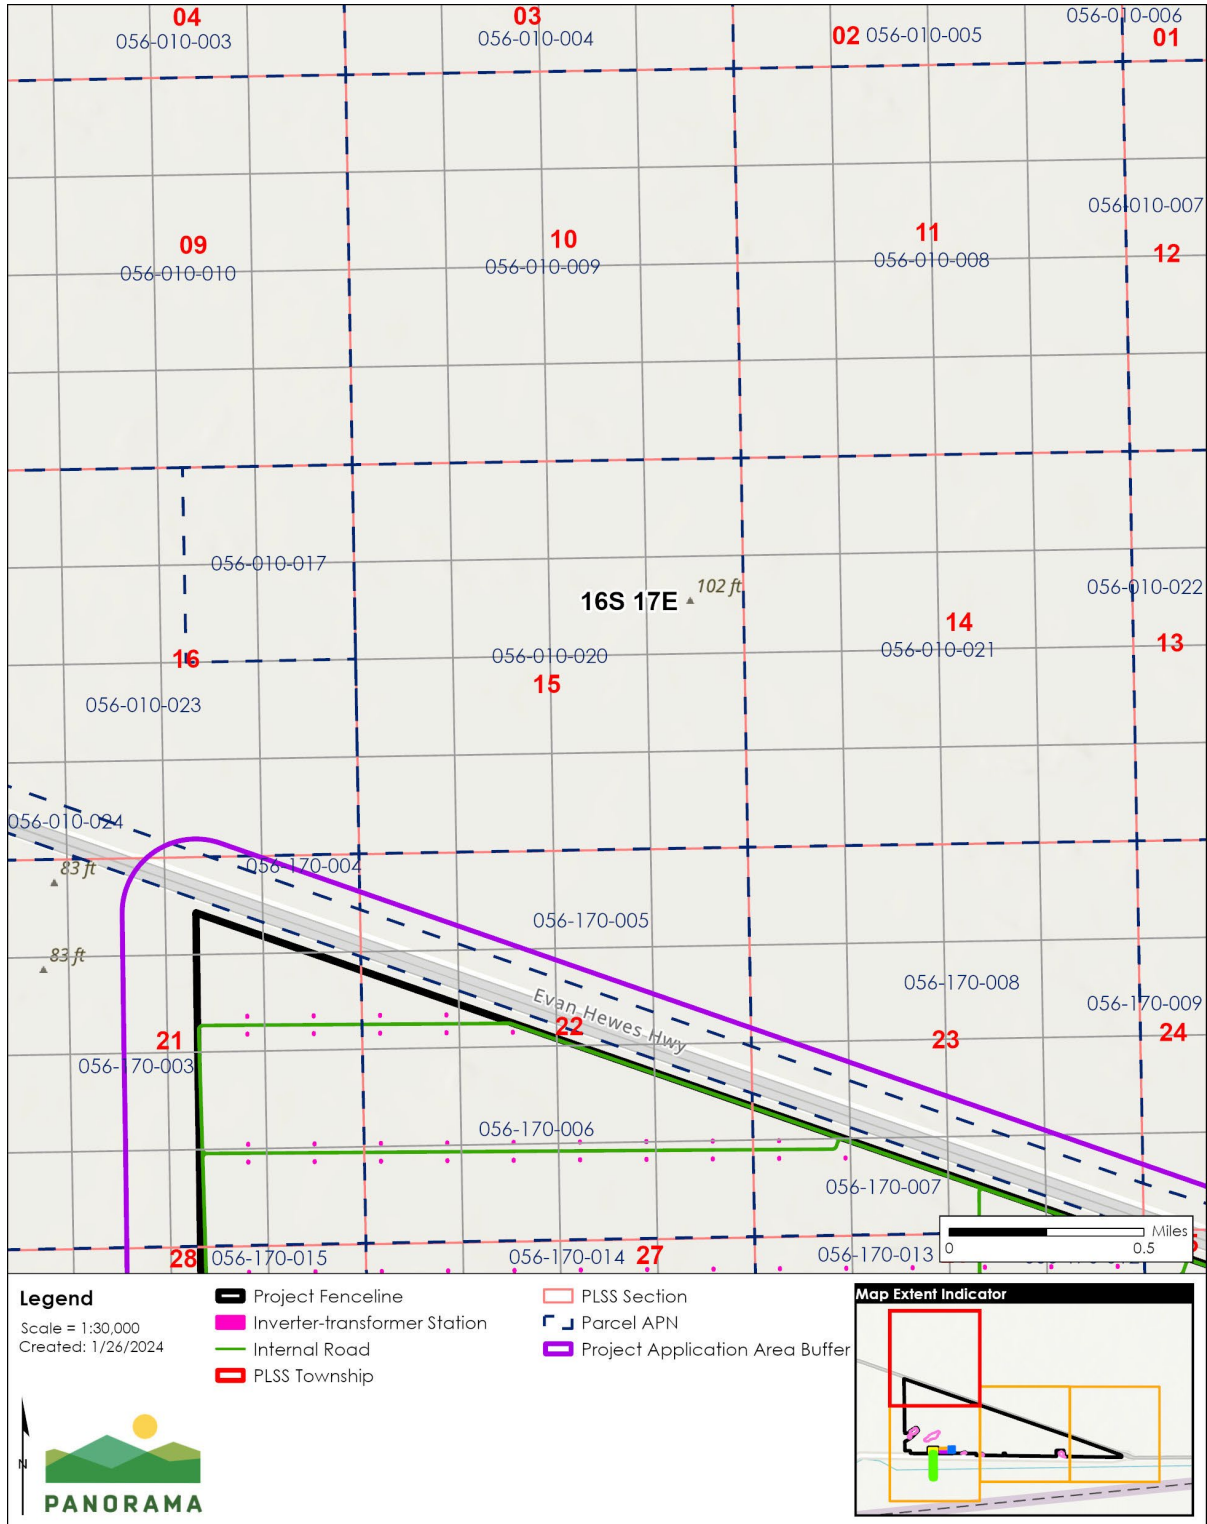 04
03
056-010-006
056-010-003
056-010-004
02 056-010-005
01
056-010-007
09
10
11
12
056-010-010
056-010-009
056-010-008
056-010-017
102 ft
16S 17E
056-010-022
14
13
16
056-010-020
056-010-021
15
056-010-023
056-010-024
83 ft
056-170-004
056-170-005
83 ft
056-170-008
056-170-009
Evan Hewes Hwy
21
22
23
24
056-170-003
056-170-006
056-170-007
28
056-170-015
056-170-014
27
056-170-013
Miles
0 0.5
Legend
Scale = 1:30,000
Created: 1/26/2024
Project Fenceline
Inverter-transformer Station
Internal Road
PLSS Township
PLSS Section
Parcel APN
Project Application Area Buffer
Map Extent Indicator
N
PANORAMA